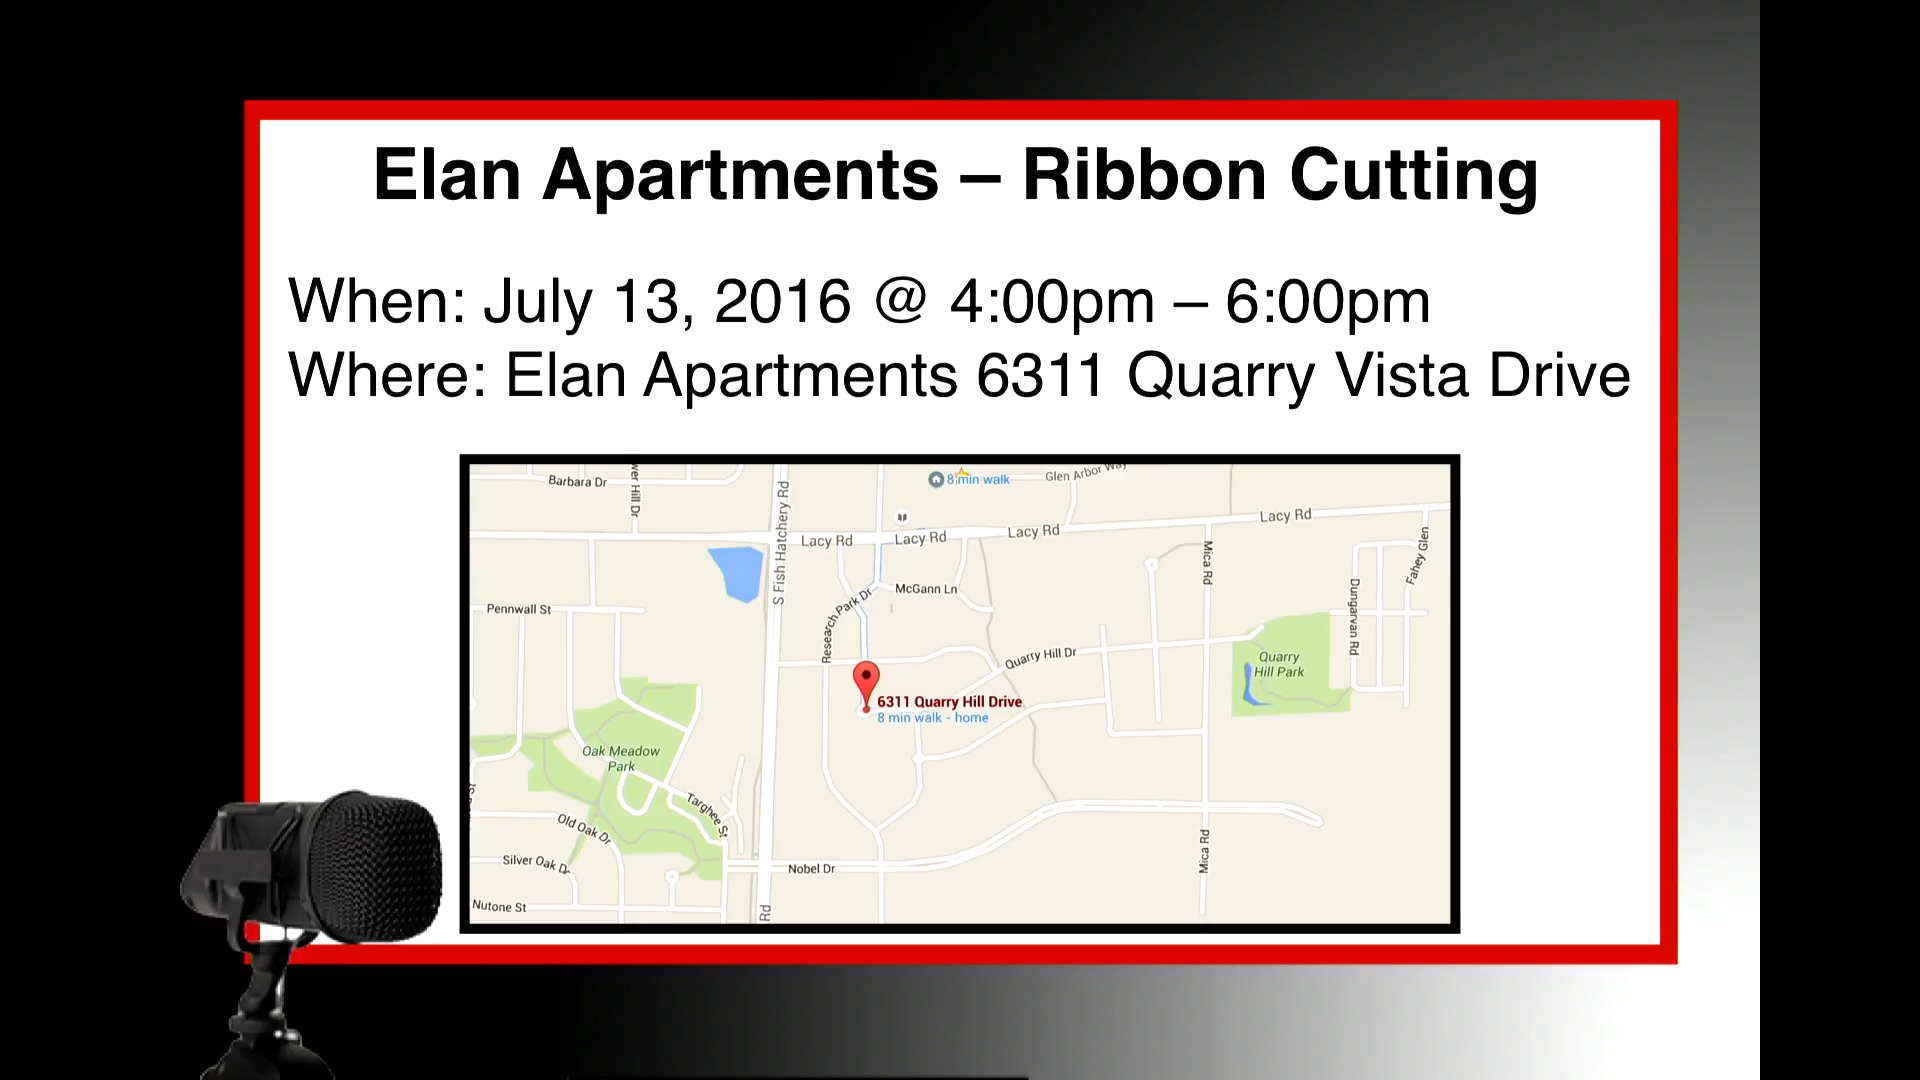 Elan Apartments – Ribbon Cutting
When: July 13, 2016 @ 4:00pm – 6:00pm
Where: Elan Apartments 6311 Quarry Vista Drive
Barbara Dr
wer Hill Dr
S Fish Hatchery Rd
8 min walk
Glen Arbor Way
Lacy Rd
Lacy Rd
Lacy Rd
Lacy Rd
Mica Rd
Fahey Glen
Dungarvan Rd
McGann Ln
Research Park Dr
Pennwall St
Quarry Hill Dr
Quarry
Hill Park
6311 Quarry Hill Drive
8 min walk - home
Oak Meadow
Park
Targhee St
Old Oak Dr
Silver Oak Dr
Nobel Dr
Mica Rd
Nutone St
Rd